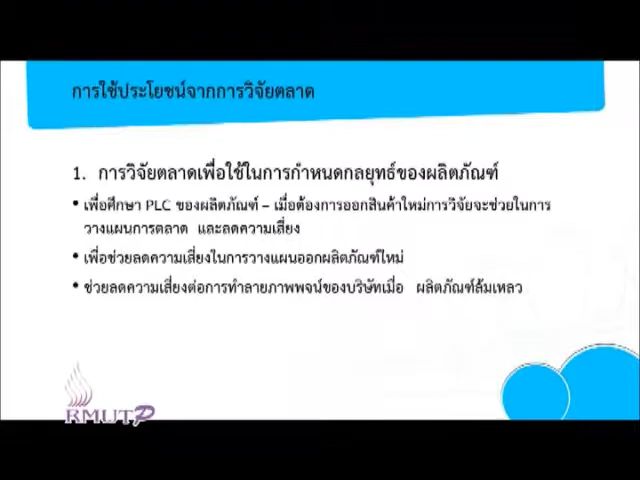 การใช้ประโยชน์จากการวิจัยตลาด
1. การวิจัยตลาดเพื่อใช้ในการกำหนดกลยุทธ์ของผลิตภัณฑ์
• เพื่อศึกษา PLC ของผลิตภัณฑ์ – เมื่อต้องการออกสินค้าใหม่การวิจัยจะช่วยในการ
วางแผนการตลาด และลดความเสี่ยง
• เพื่อช่วยลดความเสี่ยงในการวางแผนออกผลิตภัณฑ์ใหม่
• ช่วยลดความเสี่ยงต่อการทำลายภาพพจน์ของบริษัทเมื่อ ผลิตภัณฑ์ล้มเหลว
RMUTP